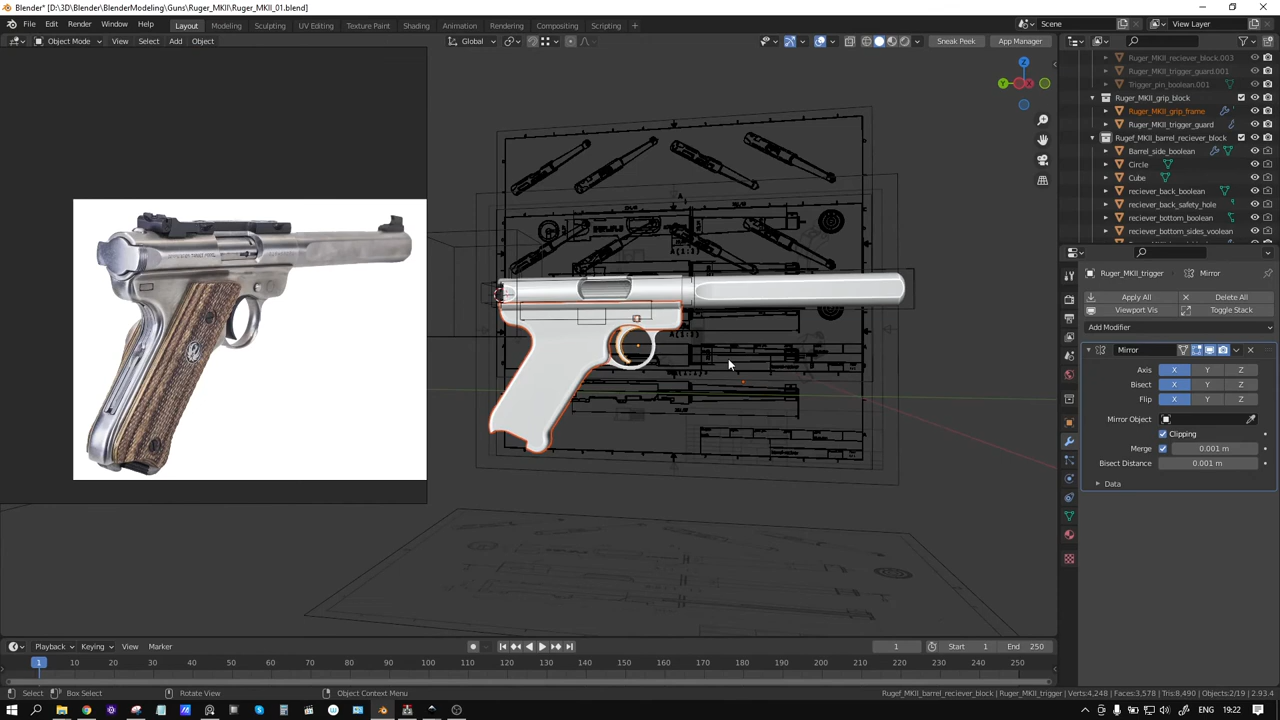 Blender* [D:\3D\Blender\BlenderModeling\Guns\Ruger_MKII\Ruger_MKII_01.blend]
File Edit Render Window Help Layout Modeling Sculpting UV Editing Texture Paint Shading Animation Rendering Compositing Scripting + Scene View Layer
Object Mode View Select Add Object Global Sneak Peek App Manager
Ruger_MKII_reciever_block.003
Ruger_MKII_trigger_guard.001
Trigger_pin_boolean.001
Ruger_MKII_grip_block
Ruger_MKII_grip_frame
Ruger_MKII_trigger_guard
Rugef_MKII_barrel_reciever_block
Barrel_side_boolean
Circle
Cube
reciever_back_boolean
reciever_back_safety_hole
reciever_bottom_boolean
reciever_bottom_sides_voolean
Ruger_MKII_trigger Mirror
Apply All Delete All
Viewport Vis Toggle Stack
Add Modifier
Mirror
Axis X Y Z
Bisect X Y Z
Flip X Y Z
Mirror Object
Clipping
Merge 0.001 m
Bisect Distance 0.001 m
Data
Playback Keying View Marker 1 Start 1 End 250
1 10 20 30 40 50 60 70 80 90 100 110 120 130 140 150 160 170 180 190 200 210 220 230 240 250
Select Box Select Rotate View Object Context Menu Rugef_MKII_barrel_reciever_block | Ruger_MKII_trigger | Verts:4,248 | Faces:3,578 | Tris:8,490 | Objects:2/19 | 2.93.4
ENG 19:22